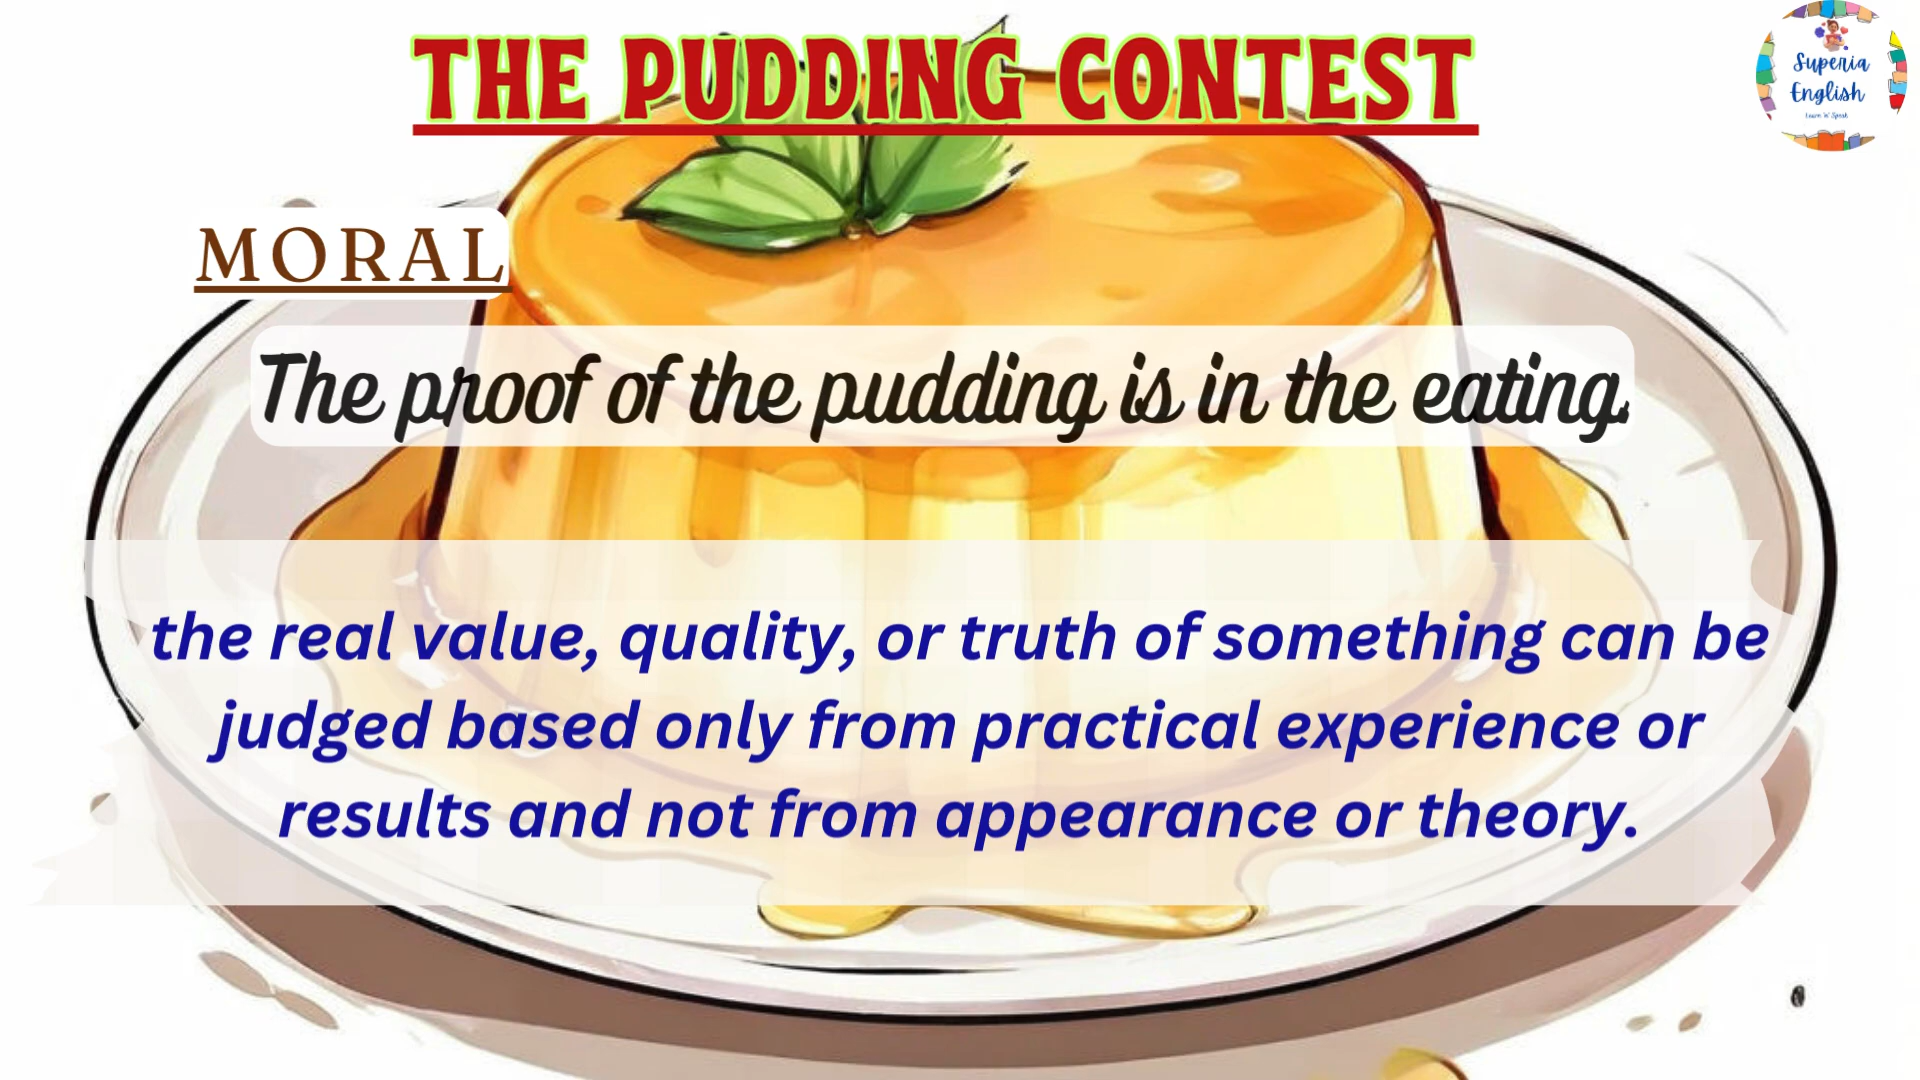 THE PUDDING CONTEST
Superia
English
Learn 'n' Speak
MORAL
The proof of the pudding is in the eating.
the real value, quality, or truth of something can be
judged based only from practical experience or
results and not from appearance or theory.